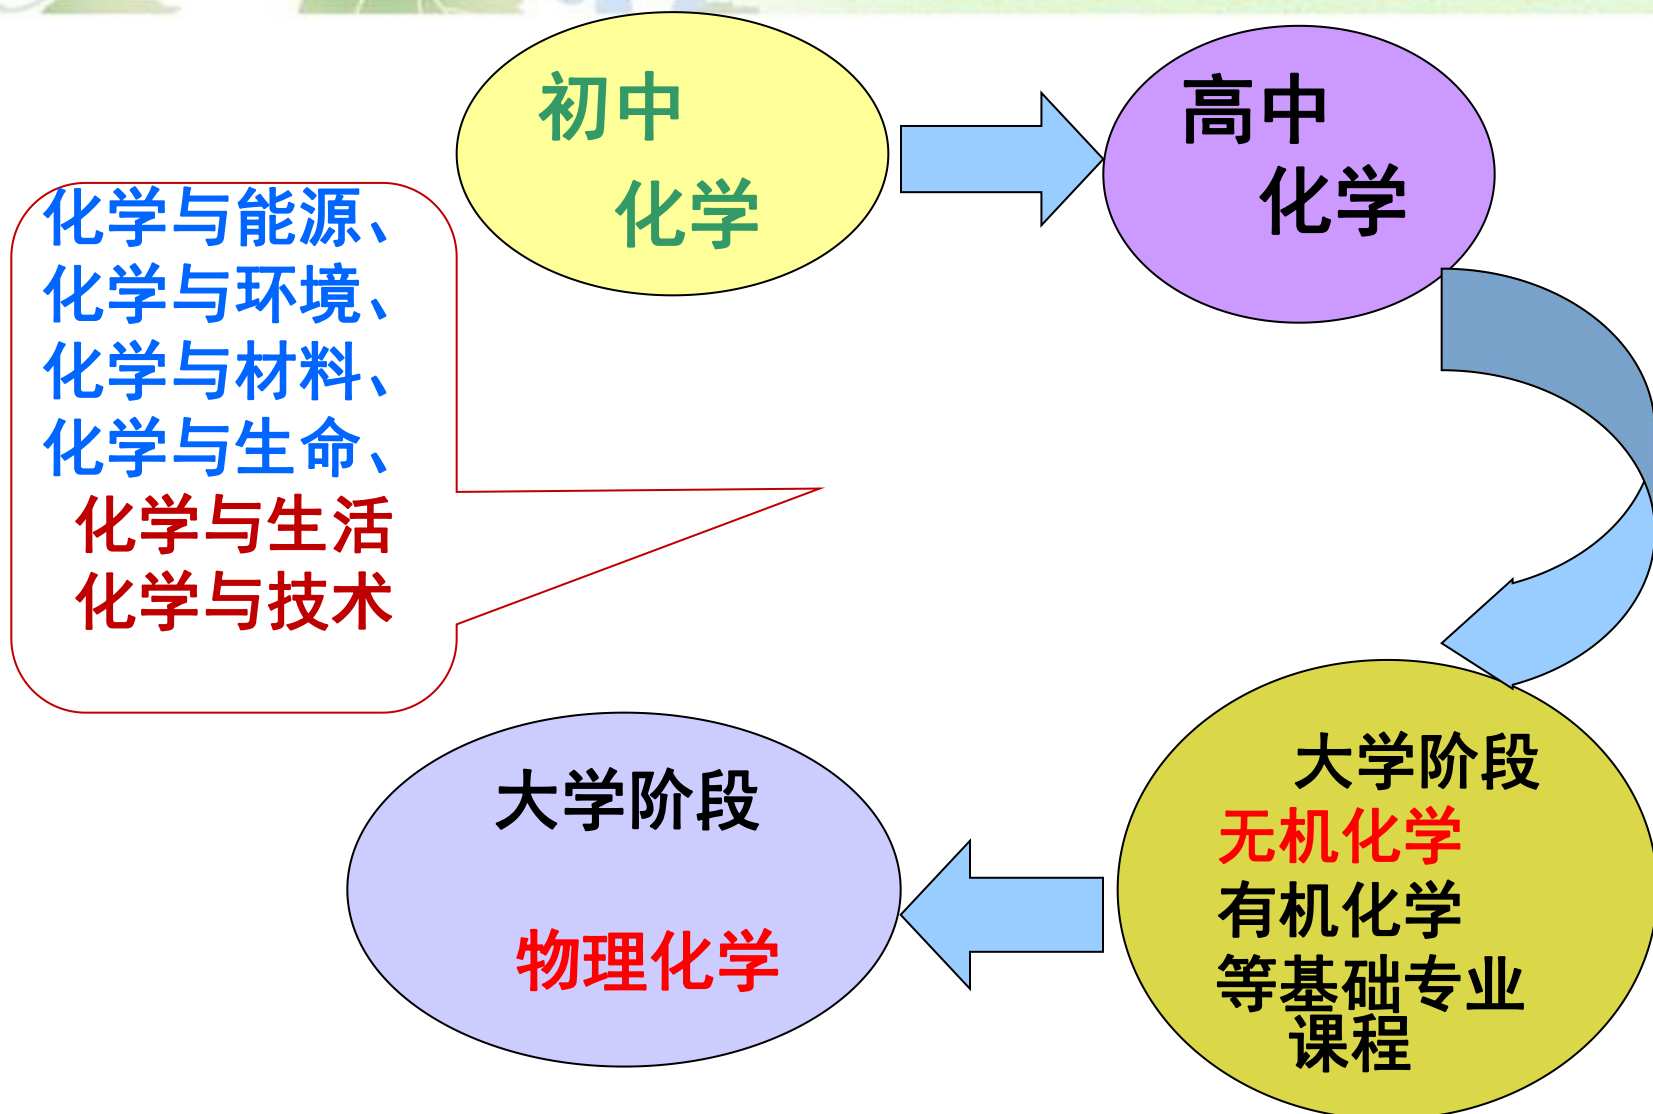 初中
化学
高中
化学
化学与能源、
化学与环境、
化学与材料、
化学与生命、
化学与生活
化学与技术
大学阶段
无机化学
有机化学
等基础专业
课程
大学阶段
物理化学